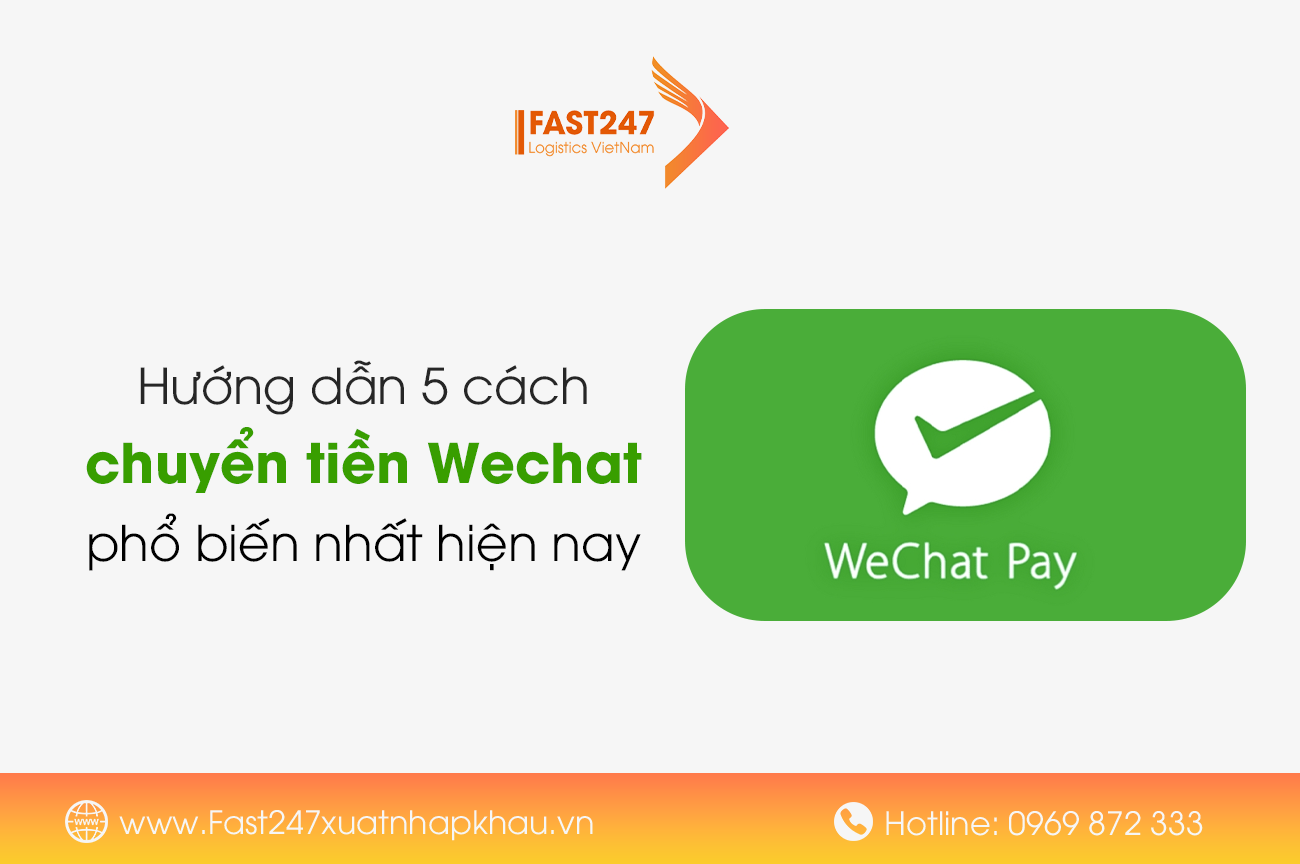 FAST247
Logistics VietNam
Hướng dẫn 5 cách
chuyển tiền Wechat
phổ biến nhất hiện nay
WeChat Pay
www
www.Fast247xuatnhapkhau.vn
Hotline: 0969 872 333